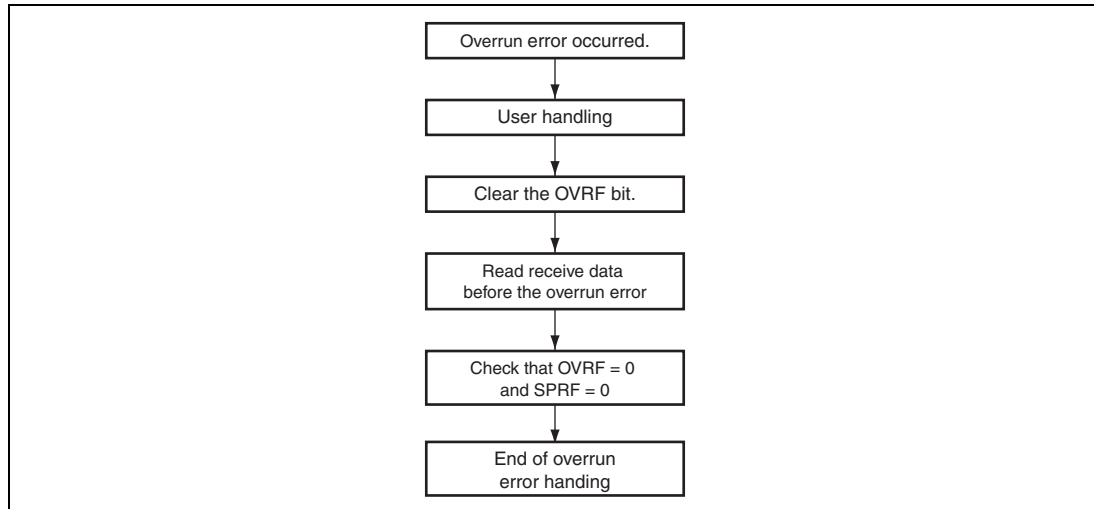 Overrun error occurred.
User handling
Clear the OVRF bit.
Read receive data
before the overrun error
Check that OVRF = 0
and SPRF = 0
End of overrun
error handing